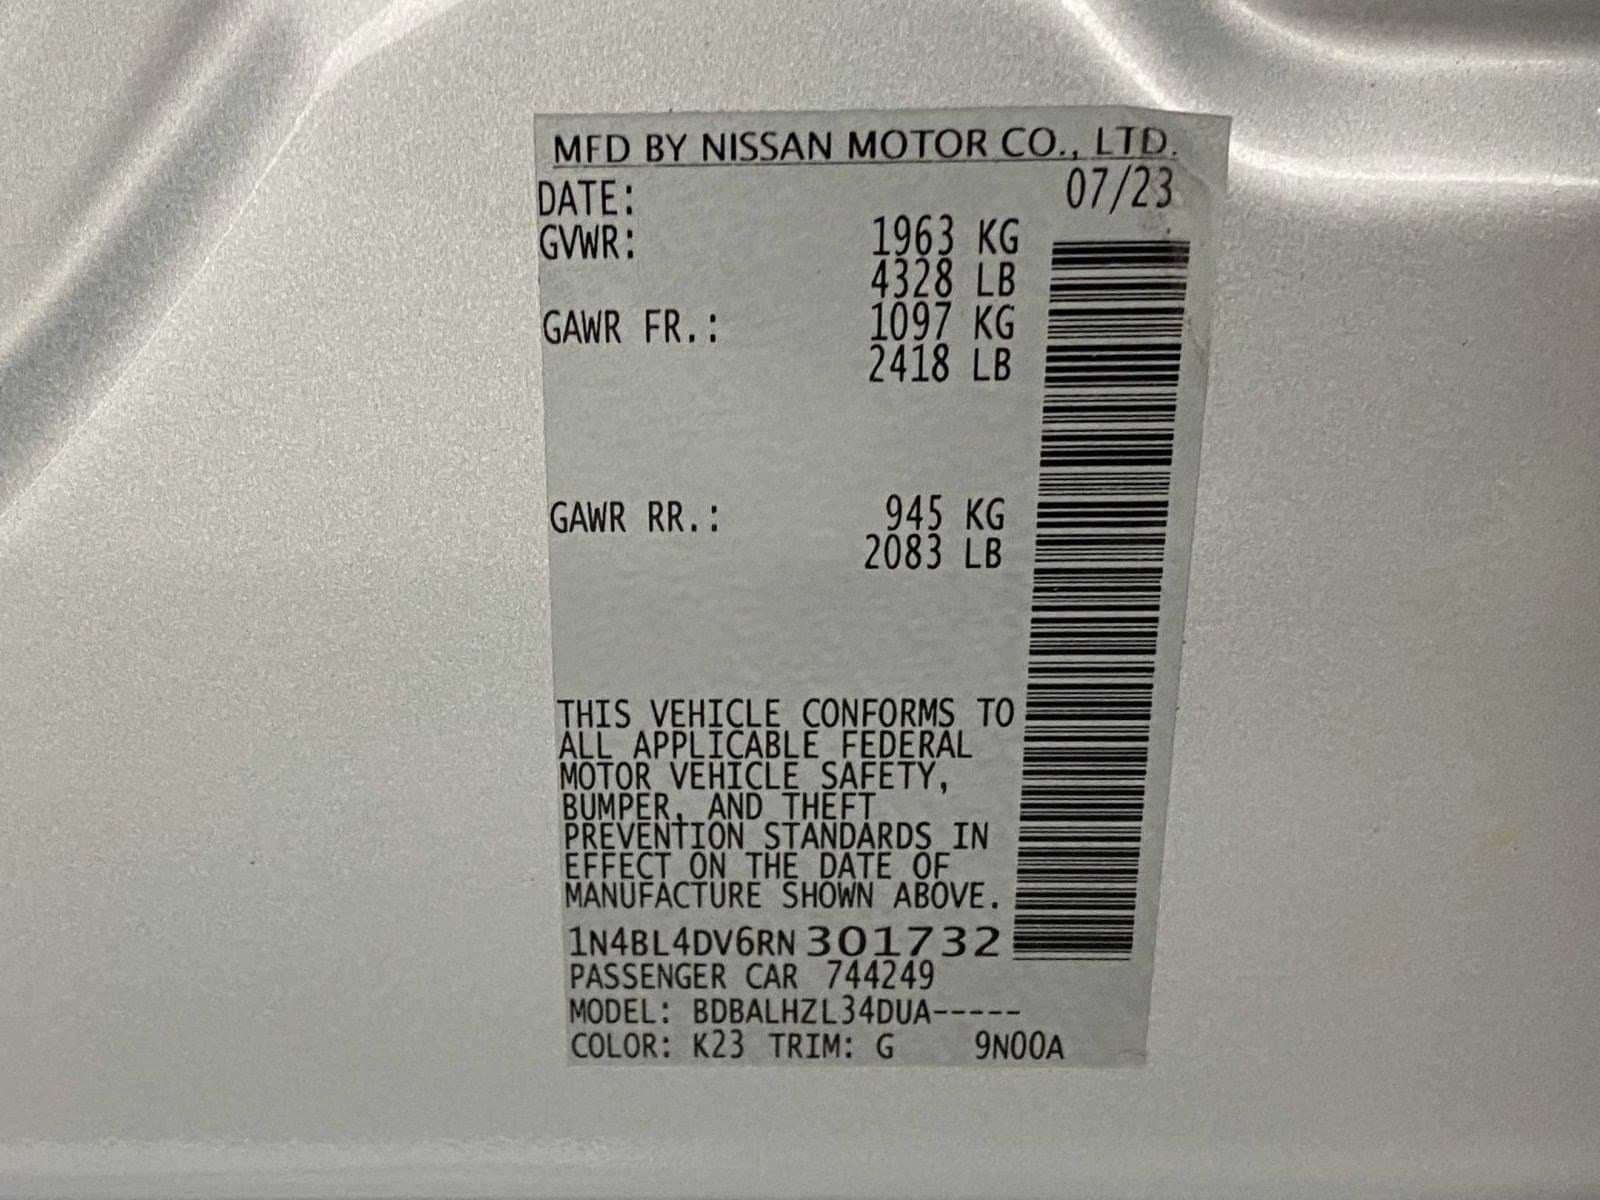 MFD BY NISSAN MOTOR CO., LTD.
DATE: 07/23
GVWR: 1963 KG
4328 LB
GAWR FR.: 1097 KG
2418 LB
GAWR RR.: 945 KG
2083 LB
THIS VEHICLE CONFORMS TO
ALL APPLICABLE FEDERAL
MOTOR VEHICLE SAFETY,
BUMPER, AND THEFT
PREVENTION STANDARDS IN
EFFECT ON THE DATE OF
MANUFACTURE SHOWN ABOVE.
1N4BL4DV6RN301732
PASSENGER CAR 744249
MODEL: BDBALHZL34DUA-----
COLOR: K23 TRIM: G 9N00A